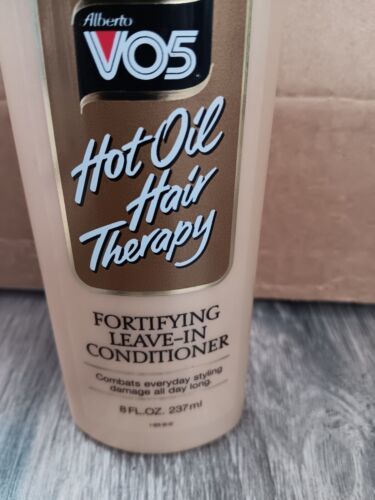 Alberto
VO5
Hot Oil
Hair
Therapy
FORTIFYING
LEAVE-IN
CONDITIONER
Combats everyday styling
damage all day long.
8 FL.OZ. 237ml